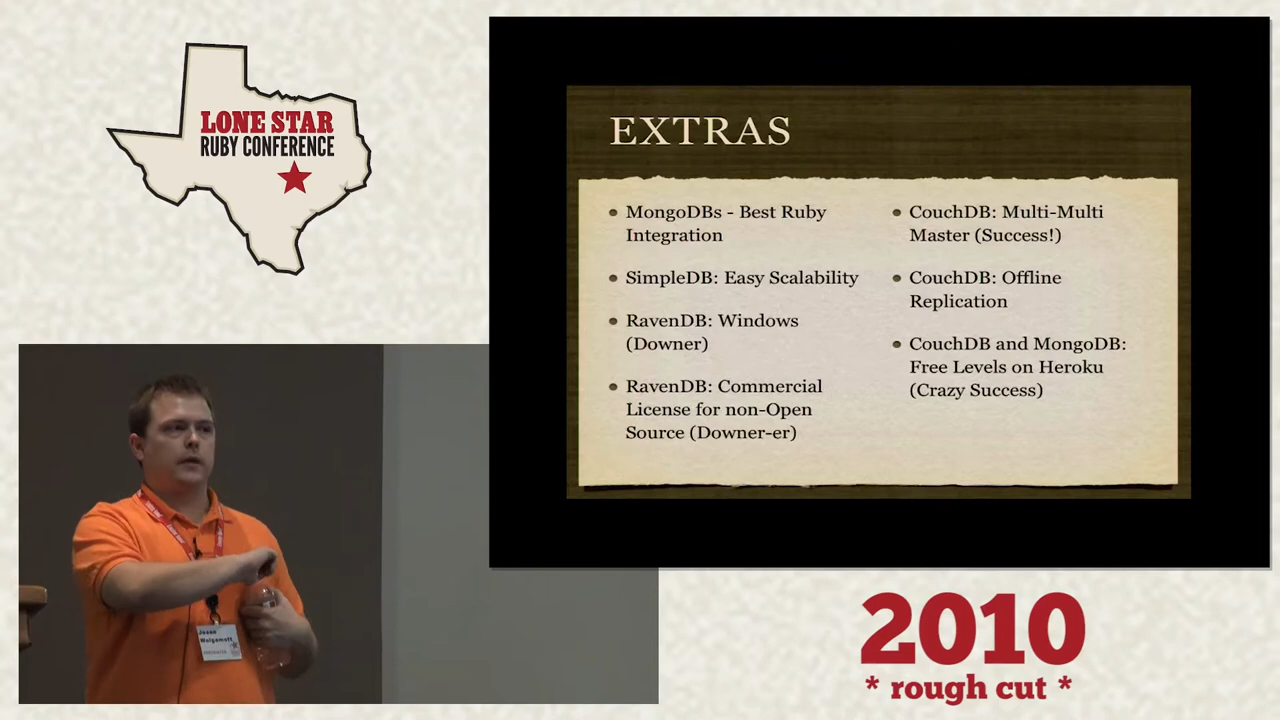 LONE STAR
RUBY CONFERENCE
EXTRAS
MongoDBs - Best Ruby
Integration
SimpleDB: Easy Scalability
RavenDB: Windows
(Downer)
RavenDB: Commercial
License for non-Open
Source (Downer-er)
CouchDB: Multi-Multi
Master (Success!)
CouchDB: Offline
Replication
CouchDB and MongoDB:
Free Levels on Heroku
(Crazy Success)
Jesse
Wolgamott
2010
* rough cut *